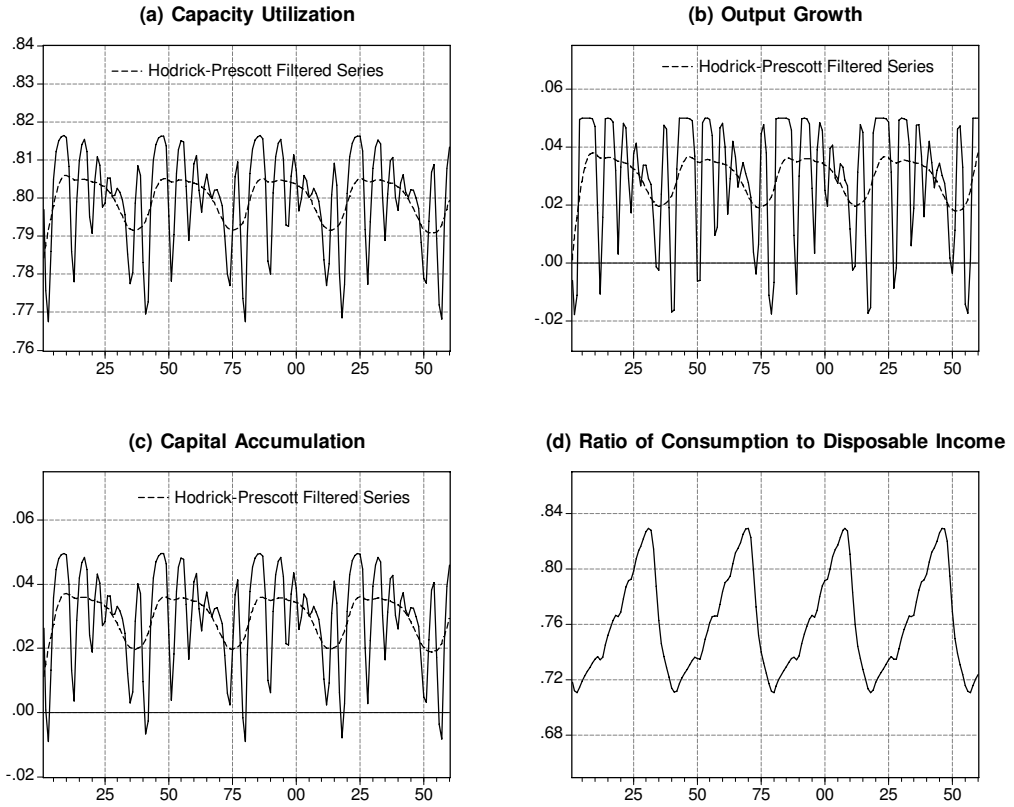 (a) Capacity Utilization
.84
.83
.82
.81
.80
.79
.78
.77
.76
Hodrick-Prescott Filtered Series
25 50 75 00 25 50
(b) Output Growth
.06
.04
.02
.00
-.02
Hodrick-Prescott Filtered Series
25 50 75 00 25 50
(c) Capital Accumulation
.06
.04
.02
.00
-.02
Hodrick-Prescott Filtered Series
25 50 75 00 25 50
(d) Ratio of Consumption to Disposable Income
.84
.80
.76
.72
.68
25 50 75 00 25 50